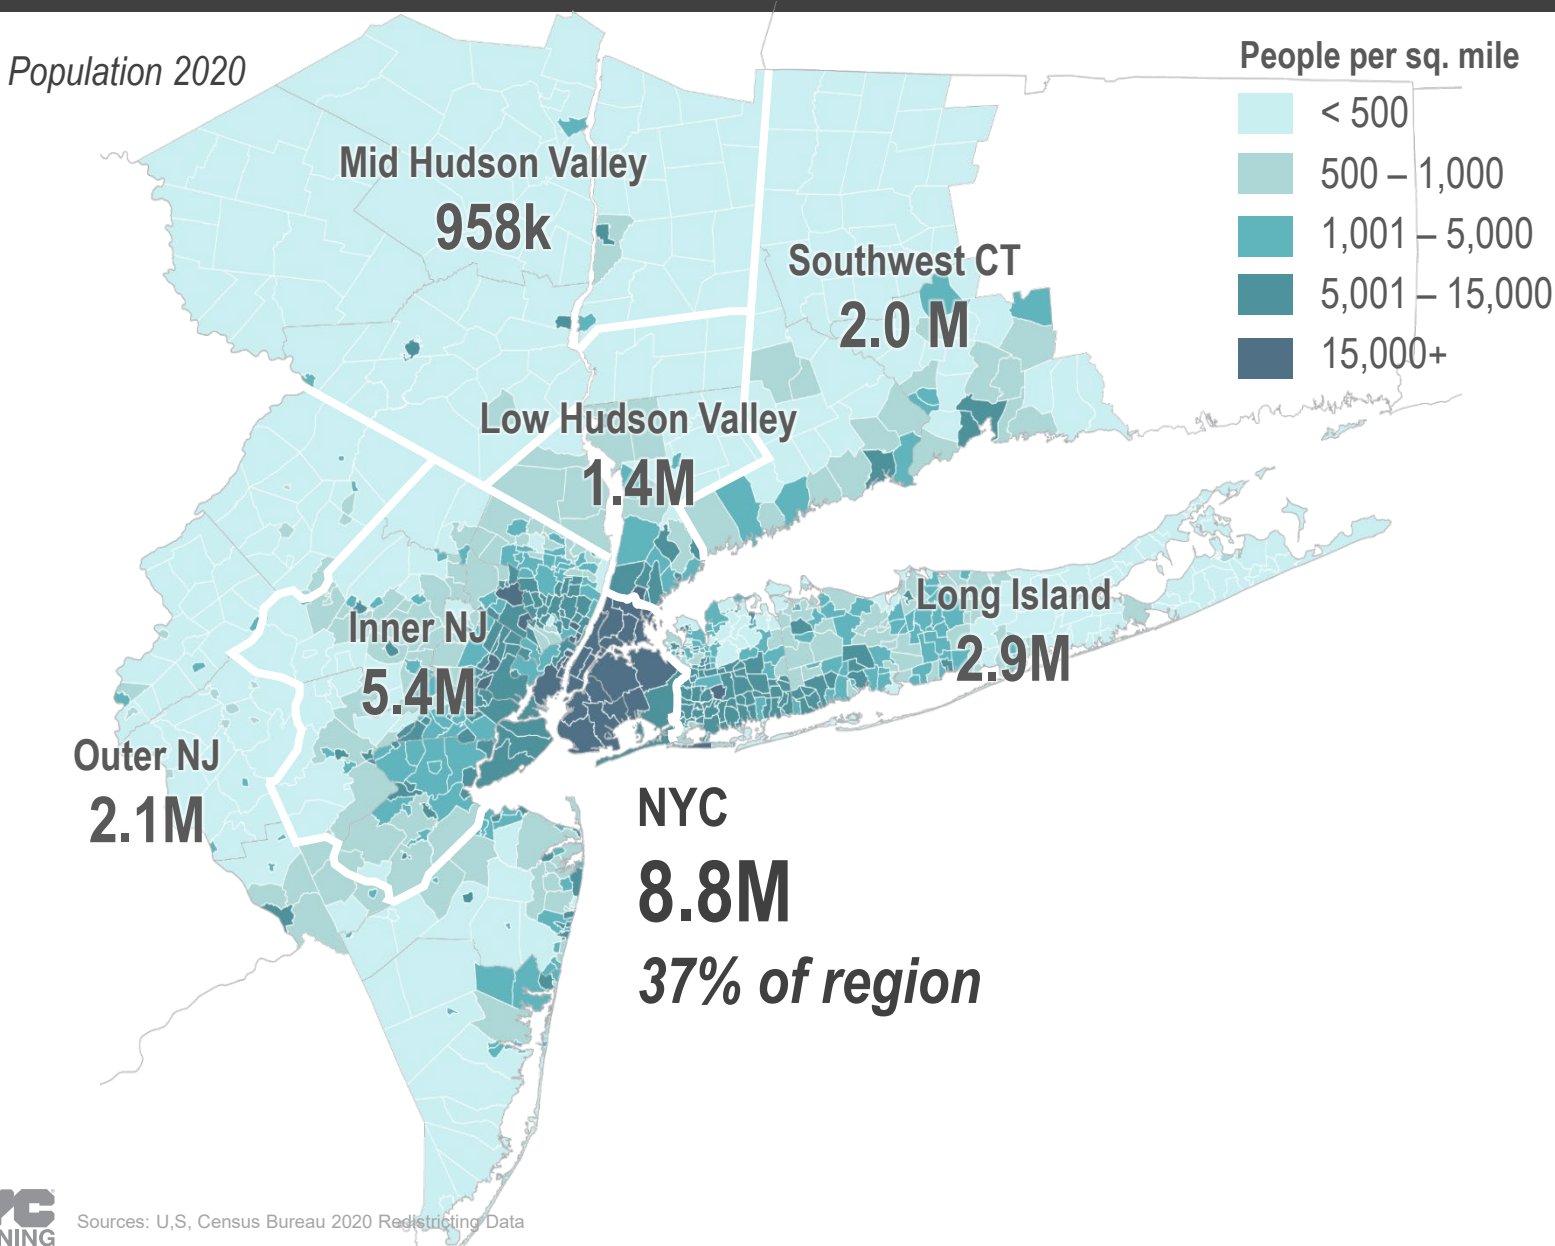 Population 2020
People per sq. mile
< 500
500 – 1,000
1,001 – 5,000
5,001 – 15,000
15,000+
Mid Hudson Valley
958k
Southwest CT
2.0 M
Low Hudson Valley
1.4M
Long Island
2.9M
Inner NJ
5.4M
Outer NJ
2.1M
NYC
8.8M
37% of region
YC
NING
Sources: U,S, Census Bureau 2020 Redistricting Data